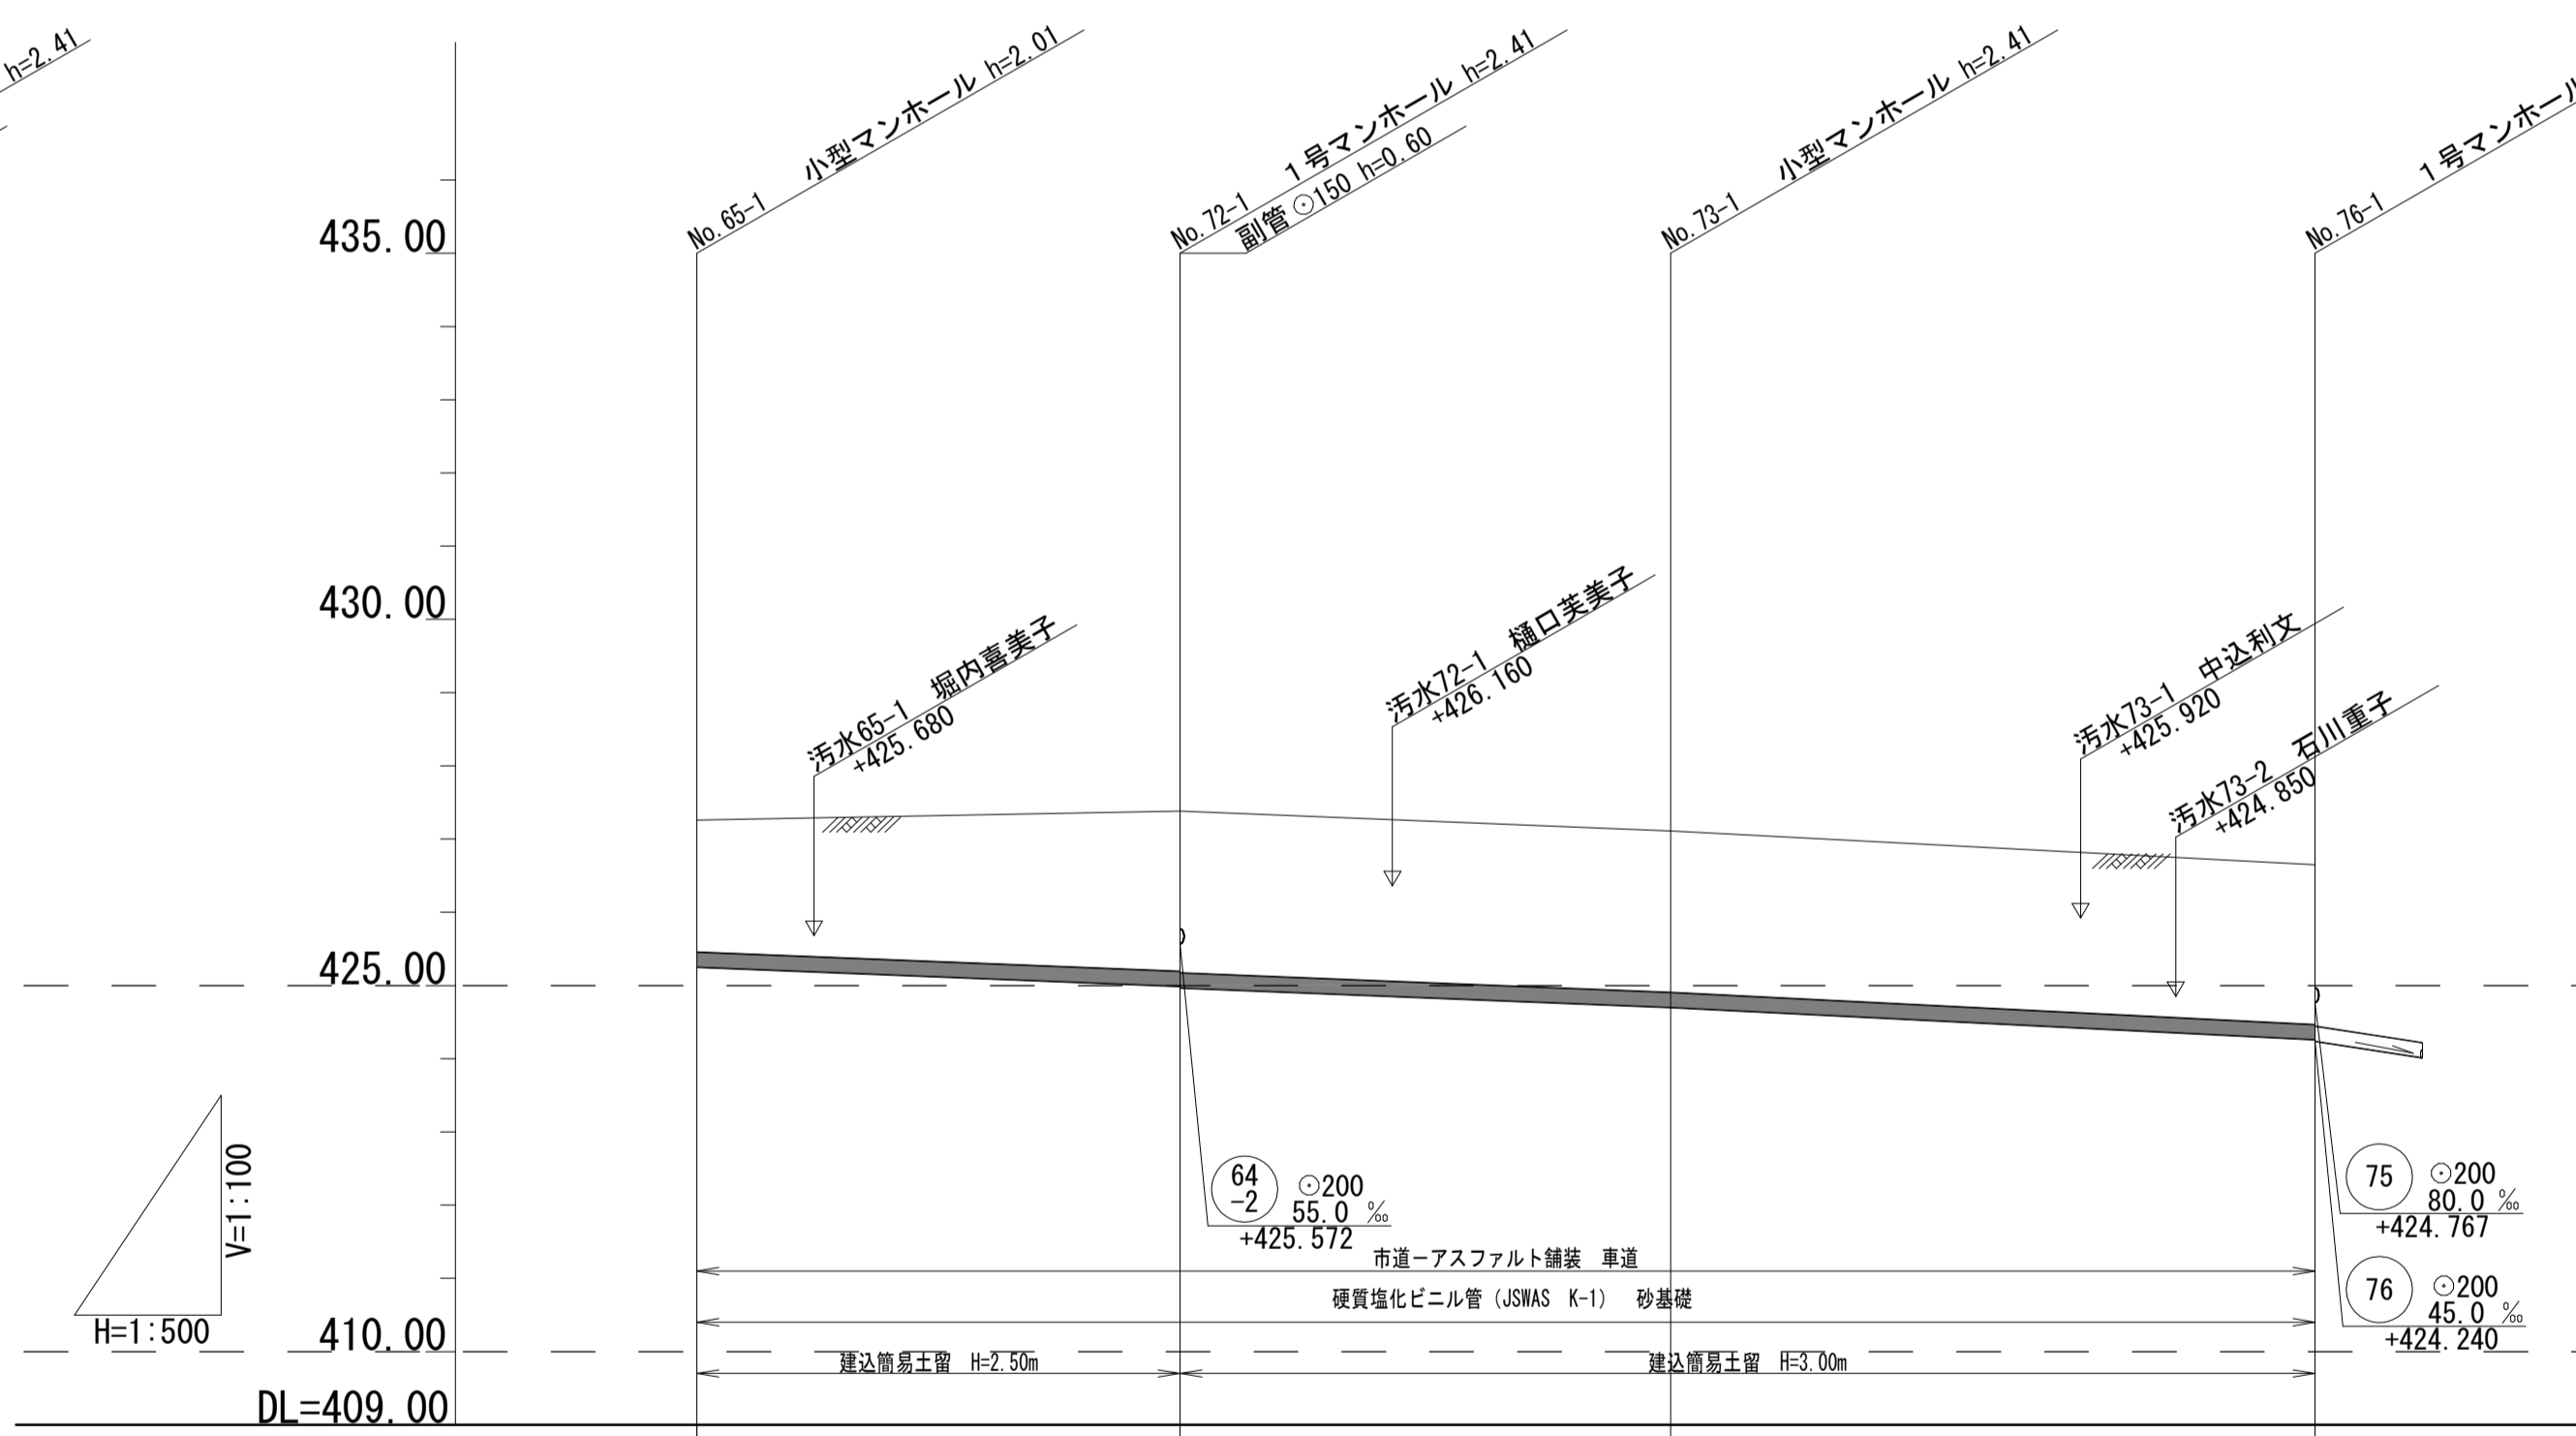 h=2.41
No.65-1 小型マンホール h=2.01
No.72-1 1号マンホール h=2.41
副管 ⊙150 h=0.60
No.73-1 小型マンホール h=2.41
No.76-1 1号マンホール
435.00
430.00
汚水65-1 堀内喜美子
+425.680
汚水72-1 樋口芙美子
+426.160
汚水73-1 中込利文
+425.920
汚水73-2 石川重子
+424.850
425.00
V=1:100
H=1:500
64
-2
⊙200
55.0 ‰
+425.572
75
⊙200
80.0 ‰
+424.767
76
⊙200
45.0 ‰
+424.240
市道－アスファルト舗装 車道
硬質塩化ビニル管（JSWAS K-1） 砂基礎
410.00
建込簡易土留 H=2.50m
建込簡易土留 H=3.00m
DL=409.00